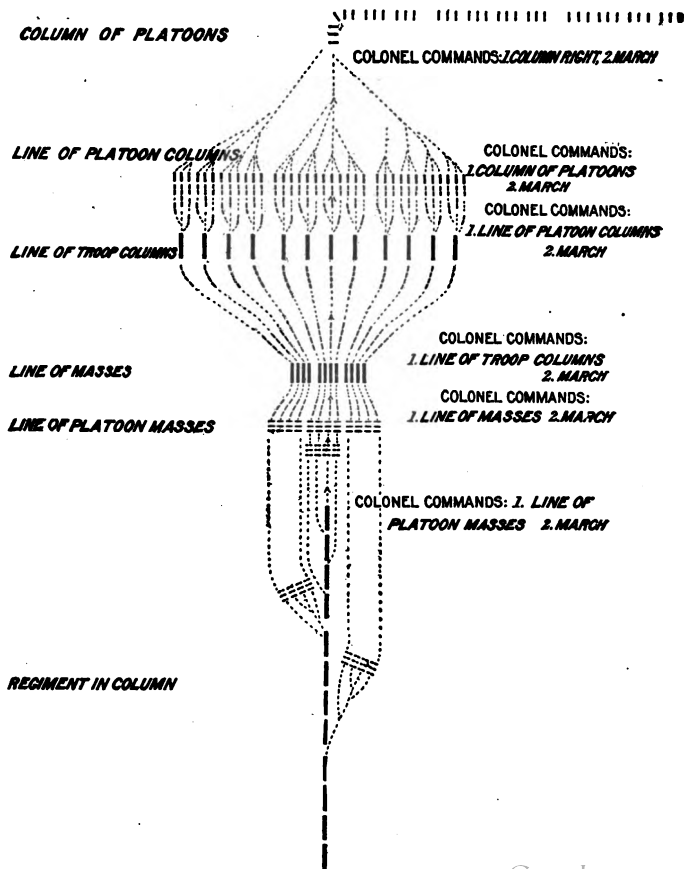 COLUMN OF PLATOONS
COLONEL COMMANDS: 1. COLUMN RIGHT, 2. MARCH
LINE OF PLATOON COLUMNS
COLONEL COMMANDS:
1. COLUMN OF PLATOONS
2. MARCH
COLONEL COMMANDS:
1. LINE OF PLATOON COLUMNS
2. MARCH
LINE OF TROOP COLUMNS
COLONEL COMMANDS:
1. LINE OF TROOP COLUMNS
2. MARCH
LINE OF MASSES
COLONEL COMMANDS:
1. LINE OF MASSES 2. MARCH
LINE OF PLATOON MASSES
COLONEL COMMANDS: 1. LINE OF
PLATOON MASSES 2. MARCH
REGIMENT IN COLUMN